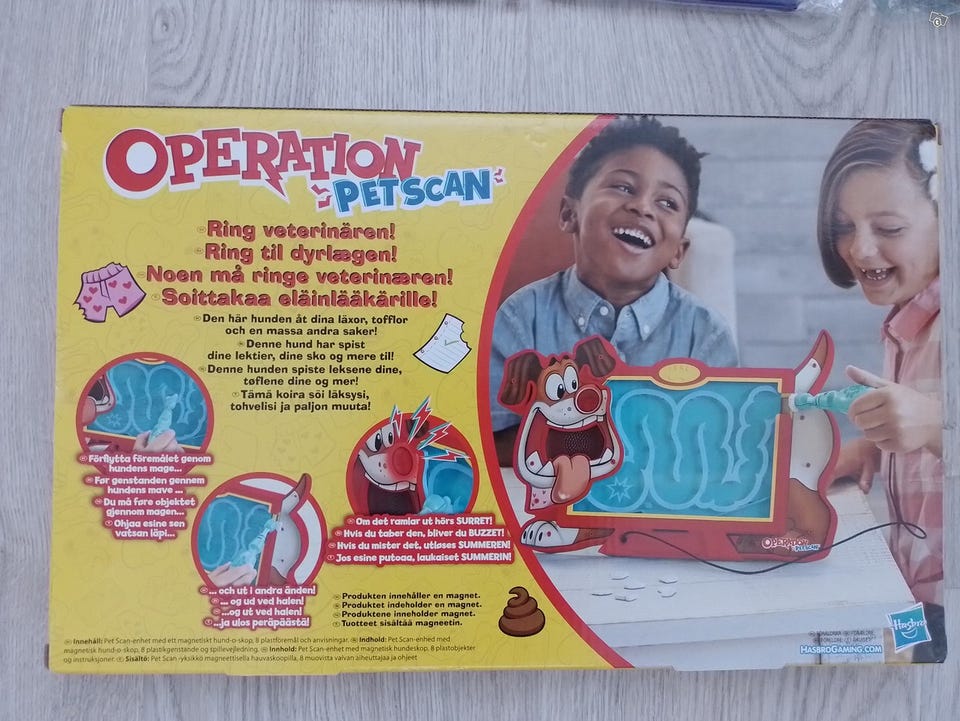 OPERATION
PET SCAN
Ring veterinären!
Ring til dyrlægen!
Noen må ringe veterinæren!
Soittakaa eläinlääkärille!
Den här hunden åt dina läxor, tofflor
och en massa andra saker!
Denne hund har spist
dine lektier, dine sko og mere til!
Denne hunden spiste leksene dine,
tøflene dine og mer!
Tämä koira söi läksysi,
tohvelisi ja paljon muuta!
Förflytta föremålet genom
hundens mage...
Før genstanden gennem
hundens mave ...
Du må føre objektet
gjennom magen...
Ohjaa esine sen
vatsan läpi...
... och ut i andra änden!
... og ud ved halen!
...og ut ved halen!
...ja ulos peräpäästä!
Om det ramlar ut hörs SURRET!
Hvis du taber den, bliver du BUZZET!
Hvis du mister det, utløses SUMMEREN!
Jos esine putoaa, laukaiset SUMMERIN!
Produkten innehåller en magnet.
Produktet indeholder en magnet.
Produktene inneholder magnet.
Tuotteet sisältää magneetin.
Innehåll: Pet Scan-enhet med ett magnetiskt hund-o-skop, 8 plastföremål och anvisningar. Indhold: Pet Scan-enhed med
magnetisk hund-o-skop, 8 plastikgenstande og spillevejledning. Innhold: Pet Scan-enhet med magnetisk hundeskop, 8 plastobjekter
og instruksjoner. Sisältö: Pet Scan -yksikkö magneettisella hauvaskoopilla, 8 muovista vaivan aiheuttajaa ja ohjeet
OPERATION
PET SCAN
Hasbro
HASBROGAMING.COM